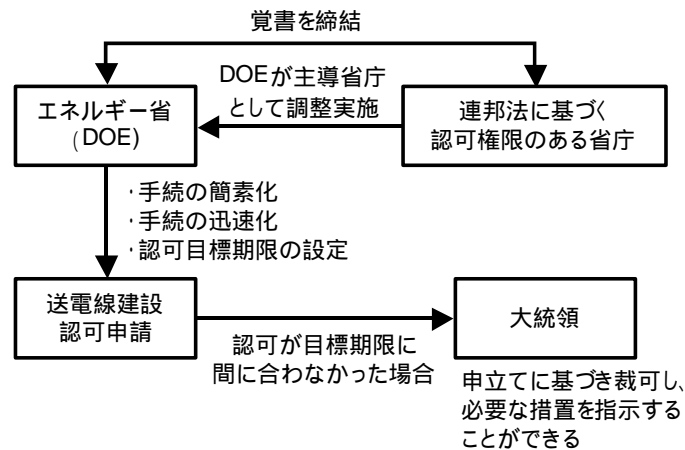 覚書を締結
DOEが主導省庁
として調整実施
エネルギー省
(DOE)
連邦法に基づく
認可権限のある省庁
・手続の簡素化
・手続の迅速化
・認可目標期限の設定
送電線建設
認可申請
大統領
認可が目標期限に
間に合わなかった場合
申立てに基づき裁可し、
必要な措置を指示する
ことができる